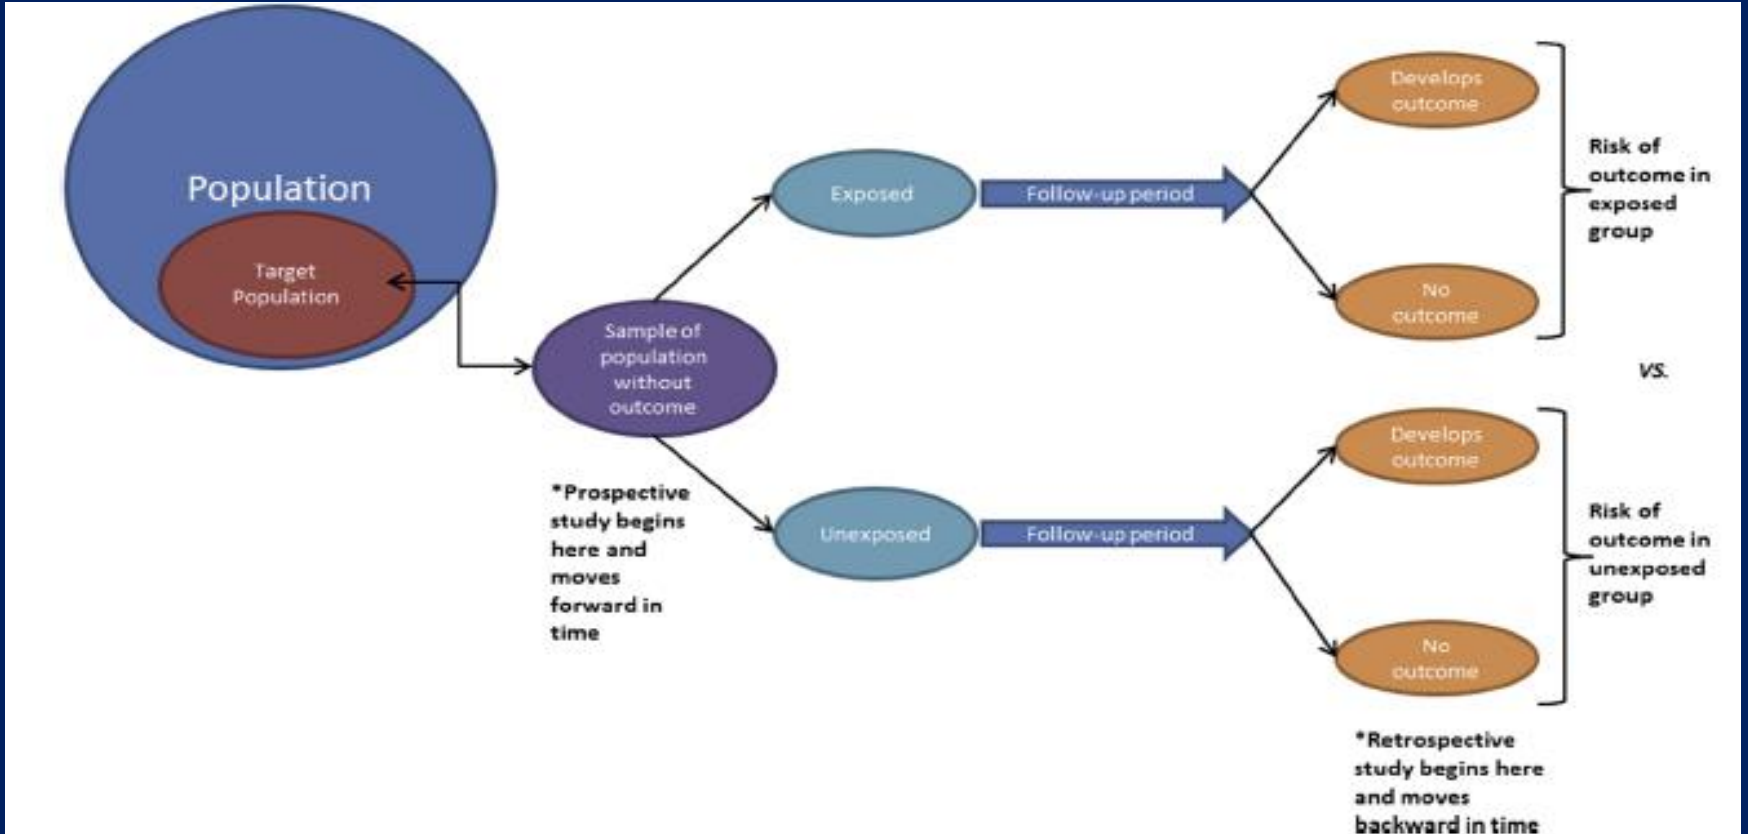 Population
Target
Population
Sample of
population
without
outcome
*Prospective
study begins
here and
moves
forward in
time
Exposed
Follow-up period
Develops
outcome
No
outcome
Risk of
outcome in
exposed
group
vs.
Unexposed
Follow-up period
Develops
outcome
No
outcome
Risk of
outcome in
unexposed
group
*Retrospective
study begins here
and moves
backward in time